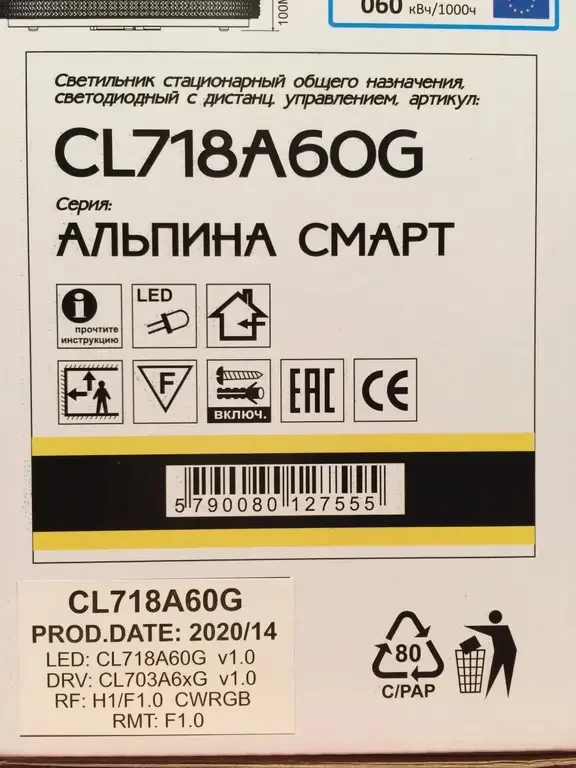 100М
060 кВч/1000ч
Светильник стационарный общего назначения,
светодиодный с дистанц. управлением, артикул:
CL718A60G
Серия:
АЛЬПИНА СМАРТ
i
прочтите
инструкцию
LED
F
ВКЛЮЧ.
EAC
CE
5 790080 127555
CL718A60G
PROD.DATE: 2020/14
LED: CL718A60G v1.0
DRV: CL703A6xG v1.0
RF: H1/F1.0 CWRGB
RMT: F1.0
80
C/PAP